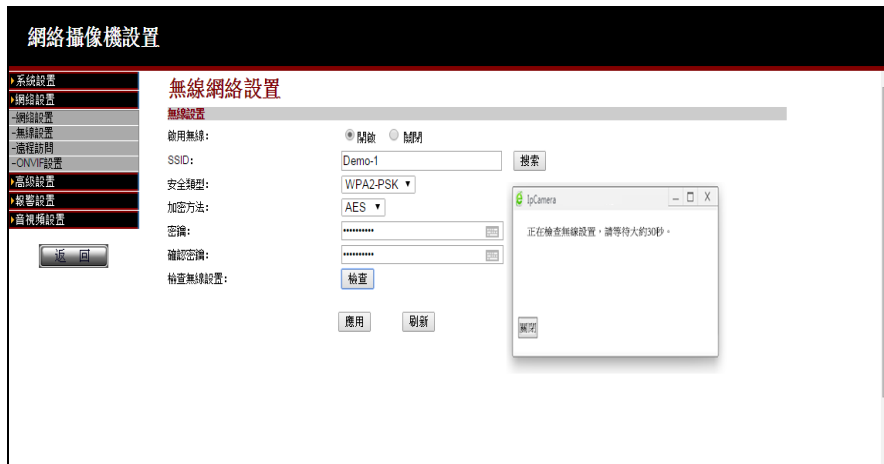 網絡攝像機設置
系統設置
網絡設置
-網絡設置
-無線設置
-遠程訪問
-ONVIF設置
高級設置
報警設置
音視頻設置
返 回
無線網絡設置
無線設置
啟用無線: 開啟 關閉
SSID: Demo-1 搜索
安全類型: WPA2-PSK
加密方法: AES
密鑰: ••••••••••
確認密鑰: ••••••••••
檢查無線設置: 檢查
應用 刷新
IpCamera
正在檢查無線設置，請等待大約30秒。
關閉